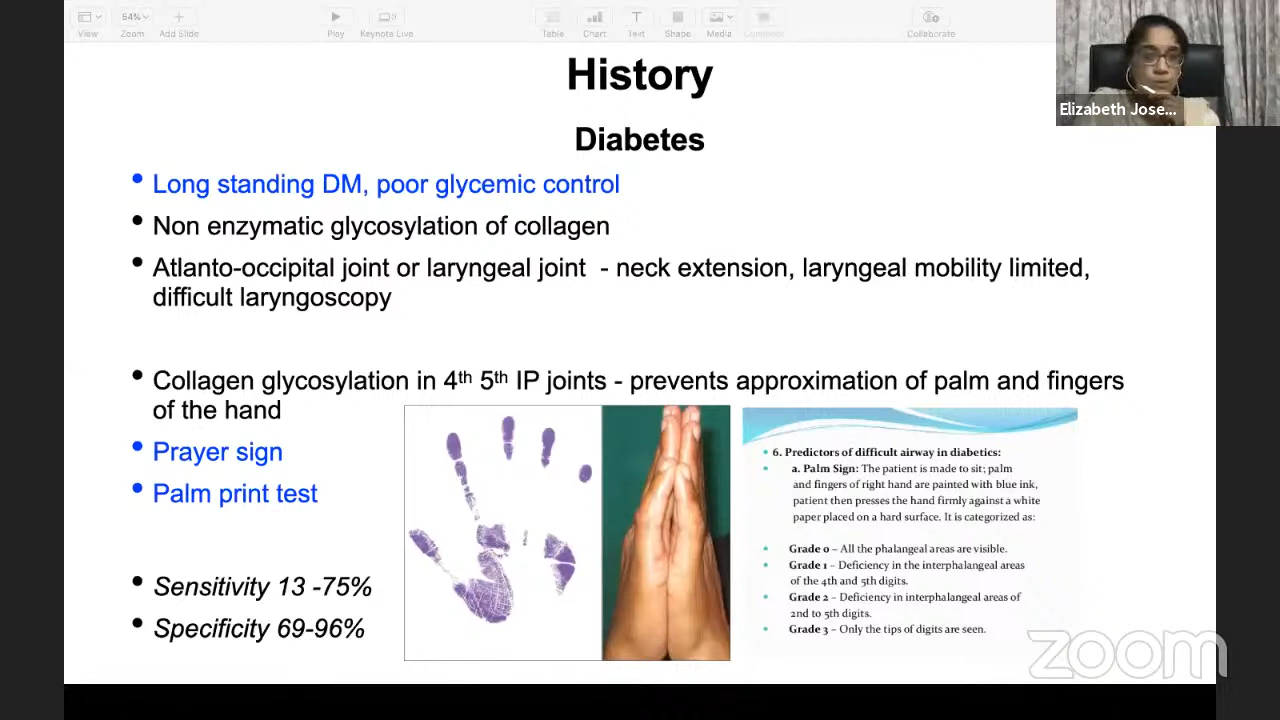 View
54%
Zoom
Add Slide
Play
Keynote Live
Table
Chart
Text
Shape
Media
Comment
Collaborate
Elizabeth Jose...
History
Diabetes
• Long standing DM, poor glycemic control
• Non enzymatic glycosylation of collagen
• Atlanto-occipital joint or laryngeal joint - neck extension, laryngeal mobility limited,
difficult laryngoscopy
• Collagen glycosylation in 4th 5th IP joints - prevents approximation of palm and fingers
of the hand
• Prayer sign
• Palm print test
• Sensitivity 13 -75%
• Specificity 69-96%
• 6. Predictors of difficult airway in diabetics:
• a. Palm Sign: The patient is made to sit; palm
and fingers of right hand are painted with blue ink,
patient then presses the hand firmly against a white
paper placed on a hard surface. It is categorized as:
• Grade 0 – All the phalangeal areas are visible.
• Grade 1 – Deficiency in the interphalangeal areas
of the 4th and 5th digits.
• Grade 2 – Deficiency in interphalangeal areas of
2nd to 5th digits.
• Grade 3 – Only the tips of digits are seen.
zoom